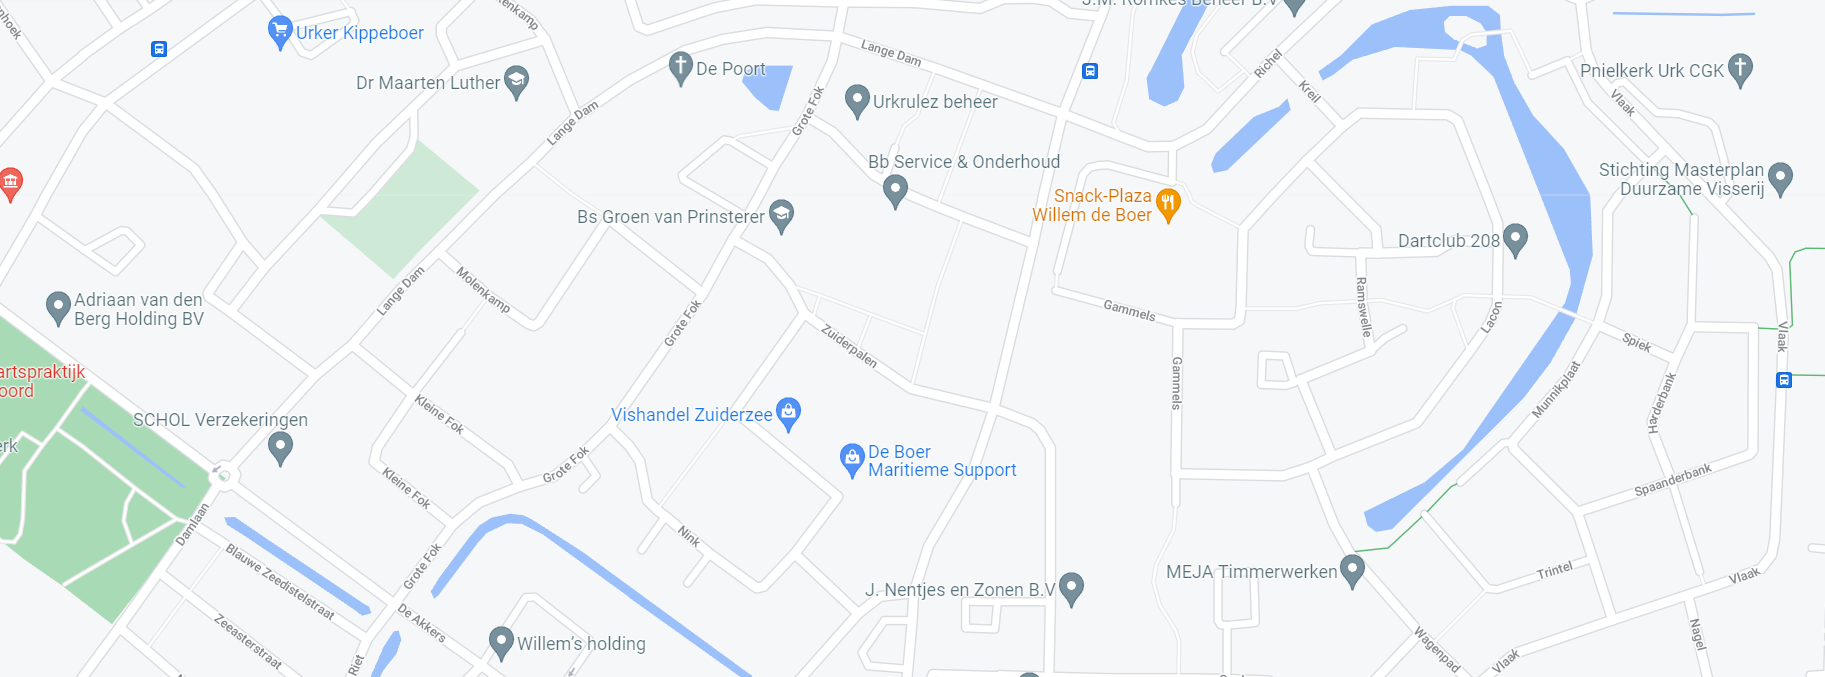 J.M. Romkes Beheer B.V
Urker Kippeboer
Lange Dam
De Poort
Richel
Pnielkerk Urk CGK
Dr Maarten Luther
Kreil
Vlaak
Urkrulez beheer
Grote Fok
Lange Dam
Bb Service & Onderhoud
Stichting Masterplan
Duurzame Visserij
Snack-Plaza
Willem de Boer
Bs Groen van Prinsterer
Dartclub 208
Lange Dam
Molenkamp
Adriaan van den
Berg Holding BV
Gammels
Ramswelle
Lacon
Grote Fok
Zuiderpalen
Spiek
Vlaak
artspraktijk
oord
Gammels
Munnikplaat
Harderbank
Kleine Fok
SCHOL Verzekeringen
Vishandel Zuiderzee
erk
De Boer
Maritieme Support
Grote Fok
Kleine Fok
Spaanderbank
Damlaan
Nink
Blauwe Zeedistelstraat
Grote Fok
MEJA Timmerwerken
Trintel
Vlaak
J. Nentjes en Zonen B.V
De Akkers
Zeeasterstraat
Willem's holding
Riet
Wagenpad
Vlaak
Nagel